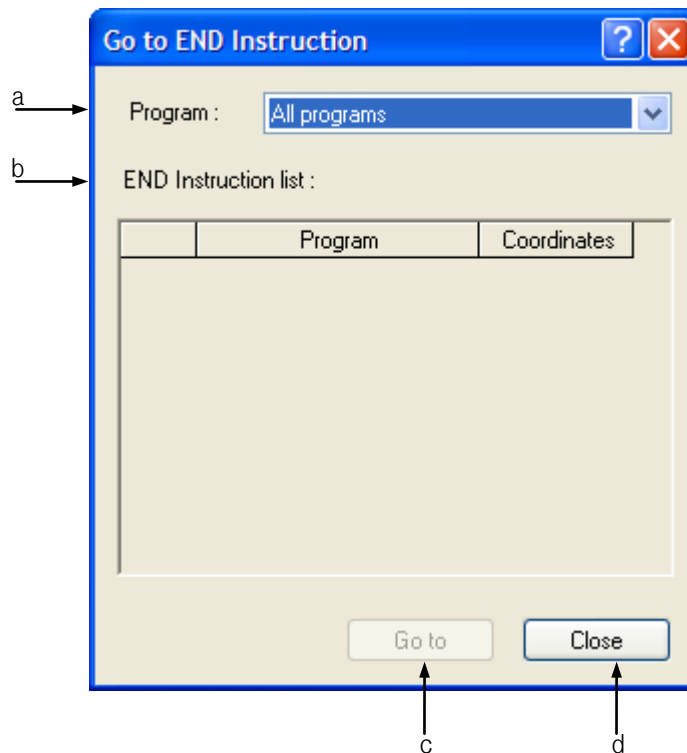 Go to END Instruction ?
a Program : All programs
b END Instruction list :
Program Coordinates
Go to Close
c d